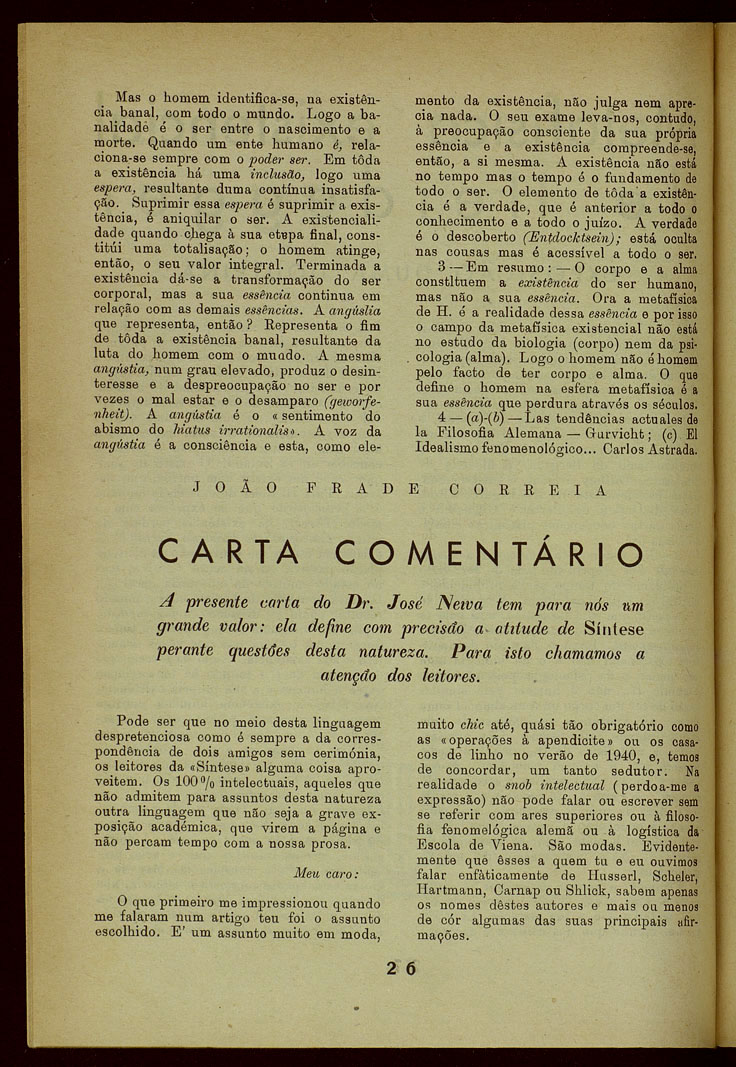 Mas o homem identifica-se, na existên-
cia banal, com todo o mundo. Logo a ba-
nalidade é o ser entre o nascimento e a
morte. Quando um ente humano é, rela-
ciona-se sempre com o poder ser. Em tôda
a existência há uma inclusão, logo uma
espera, resultante duma contínua insatisfa-
ção. Suprimir essa espera é suprimir a exis-
tência, é aniquilar o ser. A existenciali-
dade quando chega à sua etapa final, cons-
titúi uma totalisação; o homem atinge,
então, o seu valor integral. Terminada a
existência dá-se a transformação do ser
corporal, mas a sua essência continua em
relação com as demais essências. A angústia
que representa, então? Representa o fim
de tôda a existência banal, resultante da
luta do homem com o mundo. A mesma
angústia, num grau elevado, produz o desin-
teresse e a despreocupação no ser e por
vezes o mal estar e o desamparo (geworfe-
nheit). A angústia é o «sentimento do
abismo do hiatus irrationalis». A voz da
angústia é a consciência e esta, como ele-
mento da existência, não julga nem apre-
cia nada. O seu exame leva-nos, contudo,
à preocupação consciente da sua própria
essência e a existência compreende-se,
então, a si mesma. A existência não está
no tempo mas o tempo é o fundamento de
todo o ser. O elemento de tôda a existên-
cia é a verdade, que é anterior a todo o
conhecimento e a todo o juízo. A verdade
é o descoberto (Entdocktsein); está oculta
nas cousas mas é acessível a todo o ser.
3 — Em resumo: — O corpo e a alma
constltuem a existência do ser humano,
mas não a sua essência. Ora a metafísica
de H. é a realidade dessa essência e por isso
o campo da metafísica existencial não está
no estudo da biologia (corpo) nem da psi-
cologia (alma). Logo o homem não é homem
pelo facto de ter corpo e alma. O que
define o homem na esfera metafísica é a
sua essência que perdura através os séculos.
4 — (a)-(b) — Las tendências actuales de
la Filosofia Alemana — Gurvicht; (c) El
Idealismo fenomenológico... Carlos Astrada.
JOÃO FRADE CORREIA
CARTA COMENTÁRIO
A presente carta do Dr. José Neiva tem para nós um
grande valor: ela define com precisão a atitude de Síntese
perante questões desta natureza. Para isto chamamos a
atenção dos leitores.
Pode ser que no meio desta linguagem
despretenciosa como é sempre a da corres-
pondência de dois amigos sem cerimónia,
os leitores da «Síntese» alguma coisa apro-
veitem. Os 100% intelectuais, aqueles que
não admitem para assuntos desta natureza
outra linguagem que não seja a grave ex-
posição académica, que virem a página e
não percam tempo com a nossa prosa.
Meu caro:
O que primeiro me impressionou quando
me falaram num artigo teu foi o assunto
escolhido. E' um assunto muito em moda,
muito chic até, quási tão obrigatório como
as «operações à apendicite» ou os casa-
cos de linho no verão de 1940, e, temos
de concordar, um tanto sedutor. Na
realidade o snob intelectual (perdoa-me a
expressão) não pode falar ou escrever sem
se referir com ares superiores ou à filoso-
fia fenomelógica alemã ou à logística da
Escola de Viena. São modas. Evidente-
mente que êsses a quem tu e eu ouvimos
falar enfàticamente de Husserl, Scheler,
Hartmann, Carnap ou Shlick, sabem apenas
os nomes dêstes autores e mais ou menos
de cór algumas das suas principais afir-
mações.
26